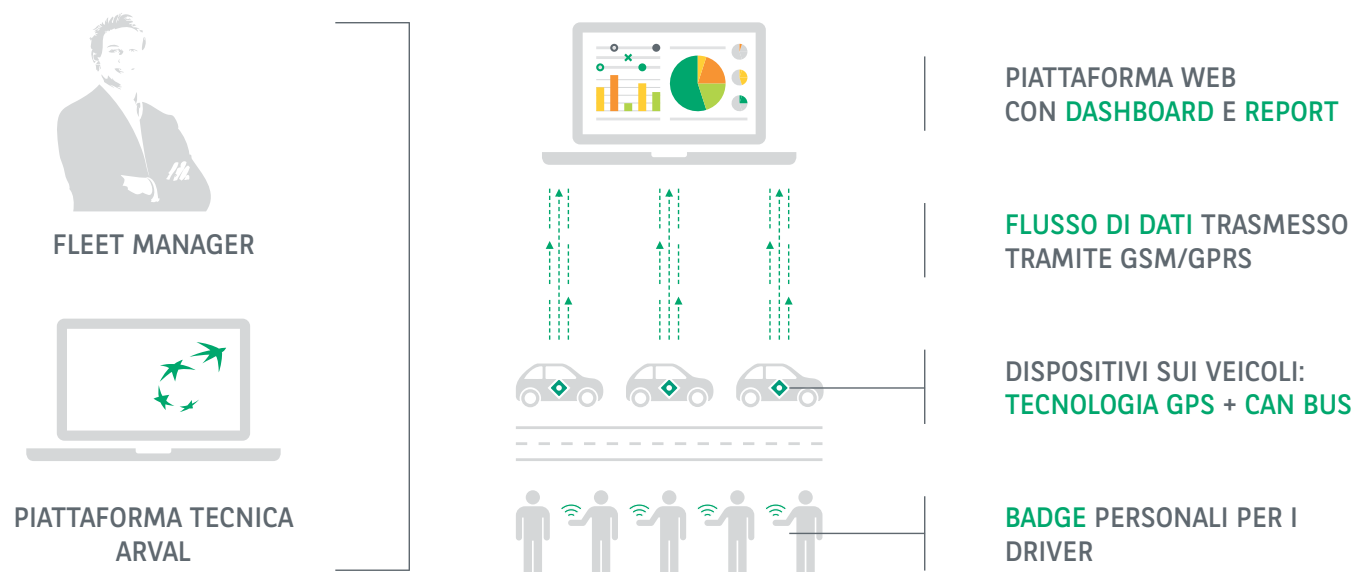 FLEET MANAGER
PIATTAFORMA TECNICA
ARVAL
PIATTAFORMA WEB
CON DASHBOARD E REPORT
FLUSSO DI DATI TRASMESSO
TRAMITE GSM/GPRS
DISPOSITIVI SUI VEICOLI:
TECNOLOGIA GPS + CAN BUS
BADGE PERSONALI PER I
DRIVER